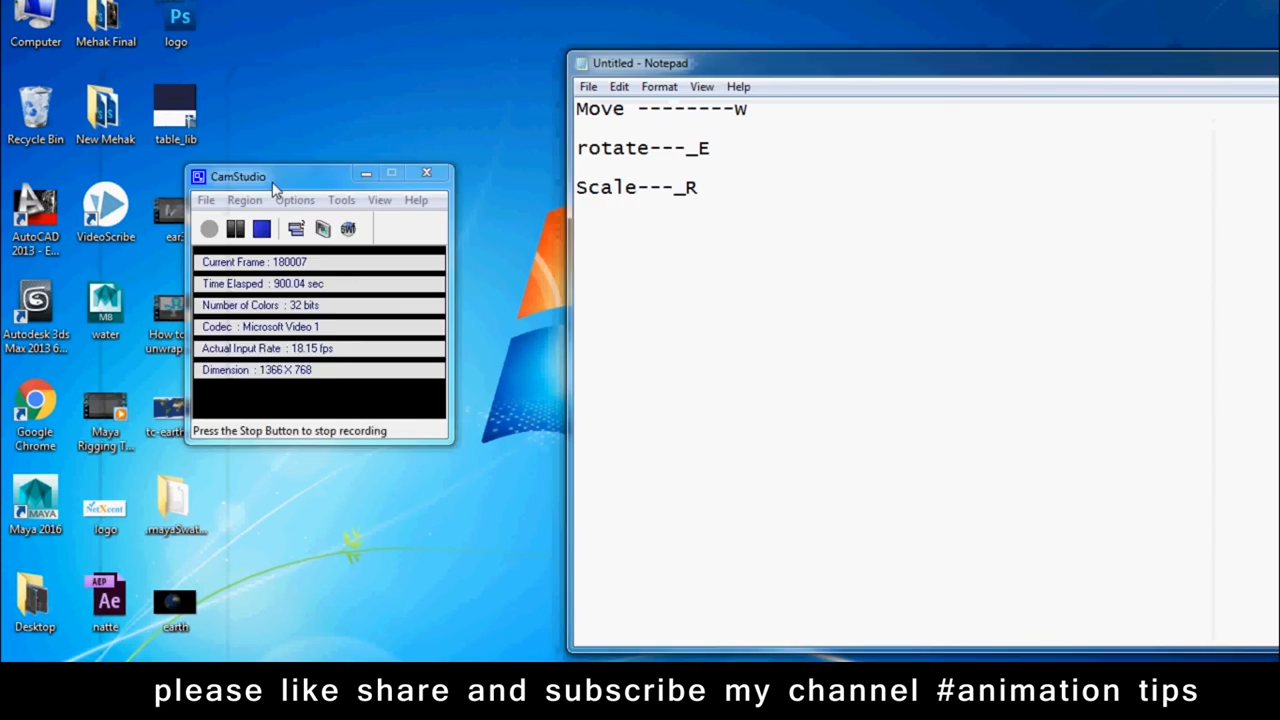 Computer
Mehak Final
logo
Recycle Bin
New Mehak
table_lib
AutoCAD
2013 - E...
VideoScribe
Autodesk 3ds
Max 2013 6...
water
How to
unwrap
Google
Chrome
Maya
Rigging T...
tc-earth
Maya 2016
logo
.mayaSwat...
Desktop
natte
earth
CamStudio
File Region Options Tools View Help
Current Frame : 180007
Time Elasped : 900.04 sec
Number of Colors : 32 bits
Codec : Microsoft Video 1
Actual Input Rate : 18.15 fps
Dimension : 1366 X 768
Press the Stop Button to stop recording
Untitled - Notepad
File Edit Format View Help
Move --------w
rotate---_E
Scale---_R
please like share and subscribe my channel #animation tips